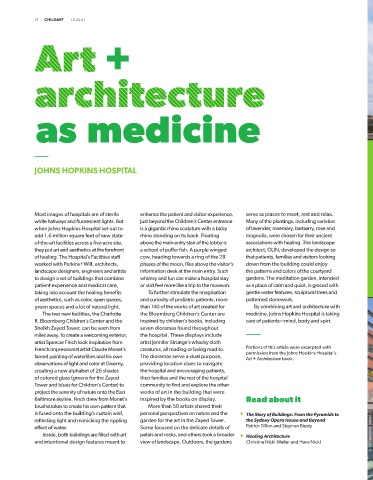 14 CHILDART HEALING
Art +
architecture
as medicine
JOHNS HOPKINS HOSPITAL
Most images of hospitals are of sterile
white hallways and fluorescent lights. But
when Johns Hopkins Hospital set out to
add 1.6 million square feet of new state-
of-the-art facilities across a five acre site,
they put art and aesthetics at the forefront
of healing. The Hospital's Facilities staff
worked with Perkins+Will, architects,
landscape designers, engineers and artists
to design a set of buildings that combine
patient experience and medical care,
taking into account the healing benefits
of aesthetics, such as color, open spaces,
green spaces and a lot of natural light.
The two new facilities, the Charlotte
R. Bloomberg Children's Center and the
Sheikh Zayed Tower, can be seen from
miles away. To create a welcoming exterior,
artist Spencer Finch took inspiration from
French impressionist artist Claude Monet's
famed paintings of waterlilies and his own
observations of light and color at Giverny,
creating a new alphabet of 26 shades
of colored glass (greens for the Zayed
Tower and blues for Children's Center) to
project the serenity of nature onto the East
Baltimore skyline. Finch drew from Monet's
brushstrokes to create his own pattern that
is fused onto the building's curtain wall,
reflecting light and mimicking the rippling
effect of water.
Inside, both buildings are filled with art
and intentional design features meant to
enhance the patient and visitor experience.
Just beyond the Children's Center entrance
is a gigantic rhino sculpture with a baby
rhino standing on its back. Floating
above the main entry stair of the lobby is
a school of puffer fish. A purple winged
cow, heading towards a ring of the 28
phases of the moon, flies above the visitor's
information desk at the main entry. Such
whimsy and fun can make a hospital stay
or visit feel more like a trip to the museum.
To further stimulate the imagination
and curiosity of pediatric patients, more
than 140 of the works of art created for
the Bloomberg Children's Center are
inspired by children's books, including
seven dioramas found throughout
the hospital. These displays include
artist Jennifer Strange's whacky cloth
creatures, all reading or being read to.
The dioramas serve a dual purpose,
providing location clues to navigate
the hospital and encouraging patients,
their families and the rest of the hospital
community to find and explore the other
works of art in the building that were
inspired by the books on display.
More than 50 artists shared their
personal perspectives on nature and the
garden for the art in the Zayed Tower.
Some focused on the delicate details of
petals and rocks, and others took a broader
view of landscape. Outdoors, the gardens
serve as places to meet, rest and relax.
Many of the plantings, including varieties
of lavender, rosemary, barberry, rose and
magnolia, were chosen for their ancient
associations with healing. The landscape
architect, OLIN, developed the design so
that patients, families and visitors looking
down from the building could enjoy
the patterns and colors of the courtyard
gardens. The meditation garden, intended
as a place of calm and quiet, is graced with
gentle water features, sculptural trees and
patterned stonework.
By combining art and architecture with
medicine, Johns Hopkins Hospital is taking
care of patients—mind, body and spirit.
Portions of this article were excerpted with
permission from the Johns Hopkins Hospital's
Art + Architecture book.
Read about it
The Story of Buildings: From the Pyramids to
the Sydney Opera House and Beyond
Patrick Dillon and Stephen Biesty
Healing Architecture
Christine Nickl-Weller and Hans Nickl